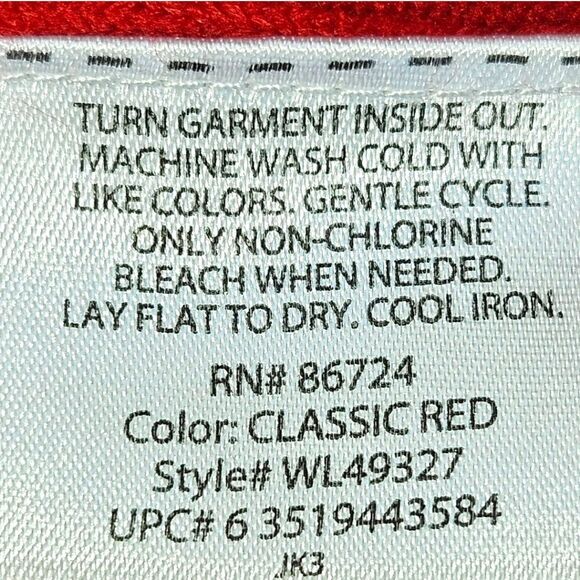 TURN GARMENT INSIDE OUT.
MACHINE WASH COLD WITH
LIKE COLORS. GENTLE CYCLE.
ONLY NON-CHLORINE
BLEACH WHEN NEEDED.
LAY FLAT TO DRY. COOL IRON.
RN# 86724
Color: CLASSIC RED
Style# WL49327
UPC# 6 3519443584
JK3